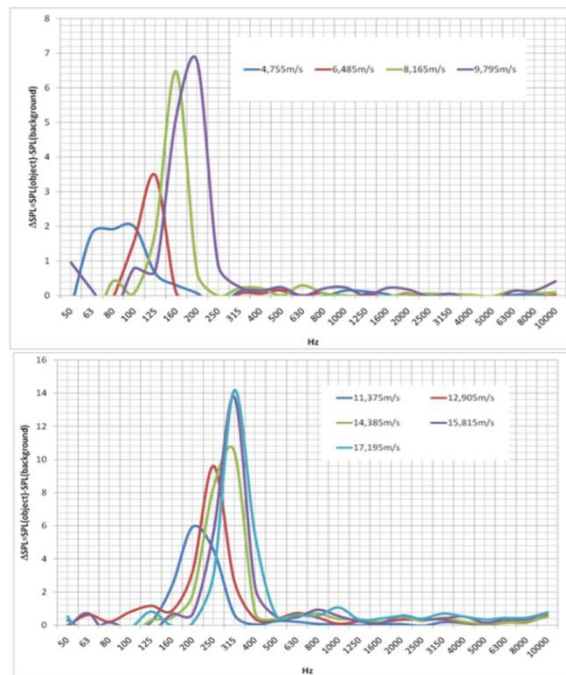 8
7
6
5
4
3
2
1
0
ΔSPL=SPL(object)-SPL(background)
4,755m/s 6,485m/s 8,165m/s 9,795m/s
50 63 80 100 125 160 200 250 315 400 500 630 800 1000 1250 1600 2000 2500 3150 4000 5000 6300 8000 10000
Hz
16
14
12
10
8
6
4
2
0
ΔSPL=SPL(object)-SPL(background)
11,375m/s 12,905m/s
14,385m/s 15,815m/s
17,195m/s
50 63 80 100 125 160 200 250 315 400 500 630 800 1000 1250 1600 2000 2500 3150 4000 5000 6300 8000 10000
Hz